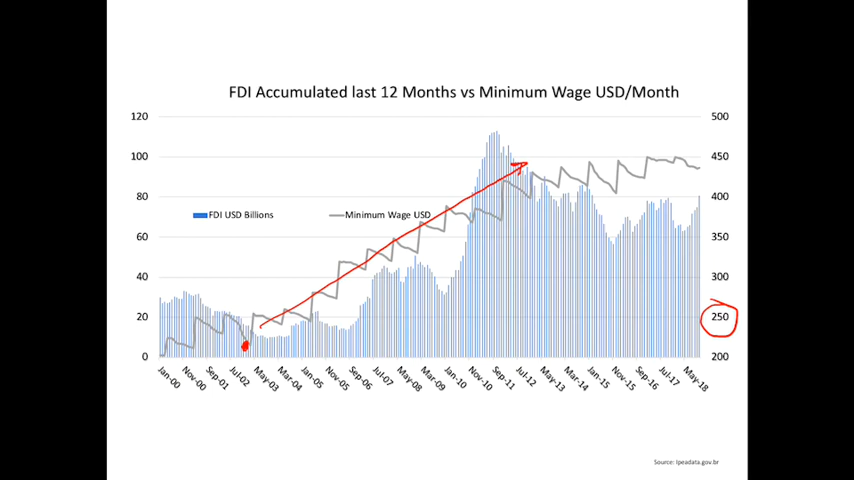 FDI Accumulated last 12 Months vs Minimum Wage USD/Month
120
100
80
60
40
20
0
500
450
400
350
300
250
200
FDI USD Billions
Minimum Wage USD
Jan-00
Nov-00
Sep-01
Jul-02
May-03
Mar-04
Jan-05
Nov-05
Sep-06
Jul-07
May-08
Mar-09
Jan-10
Nov-10
Sep-11
Jul-12
May-13
Mar-14
Jan-15
Nov-15
Sep-16
Jul-17
May-18
Source: Ipeadata.gov.br